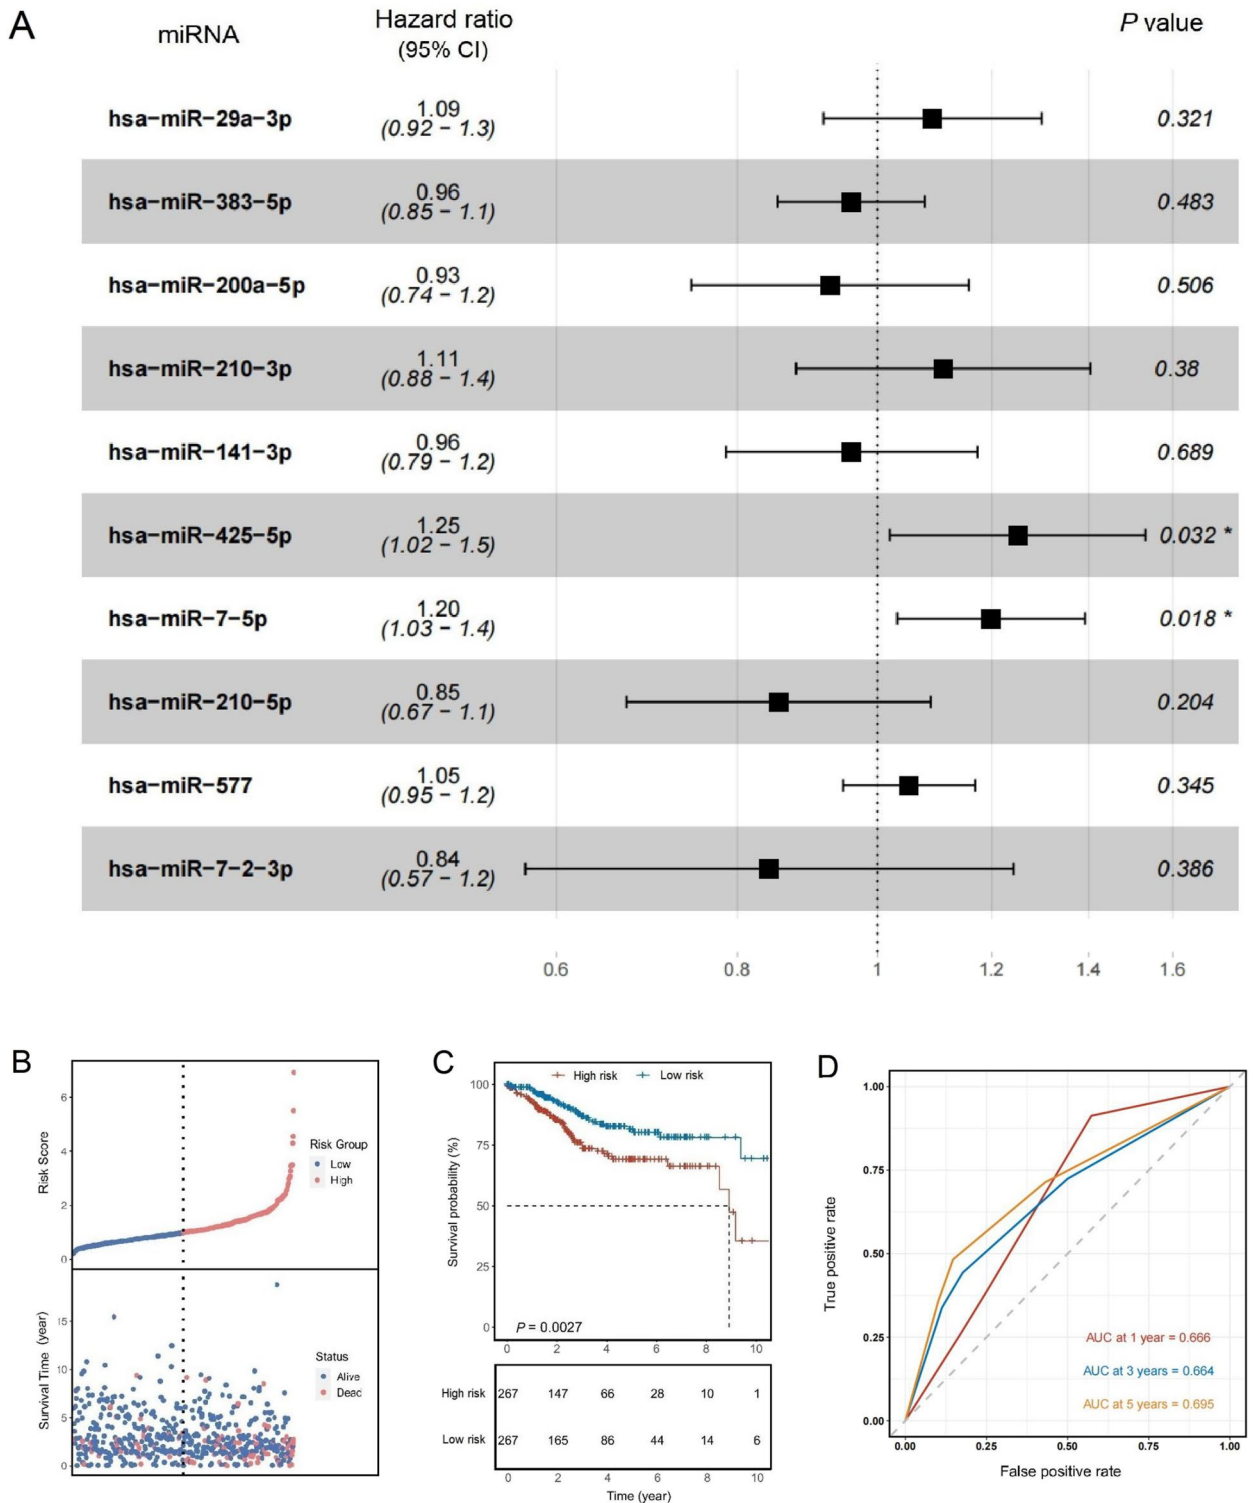 A
miRNA
Hazard ratio
(95% CI)
P value
hsa−miR−29a−3p
1.09
(0.92 − 1.3)
0.321
hsa−miR−383−5p
0.96
(0.85 − 1.1)
0.483
hsa−miR−200a−5p
0.93
(0.74 − 1.2)
0.506
hsa−miR−210−3p
1.11
(0.88 − 1.4)
0.38
hsa−miR−141−3p
0.96
(0.79 − 1.2)
0.689
hsa−miR−425−5p
1.25
(1.02 − 1.5)
0.032 *
hsa−miR−7−5p
1.20
(1.03 − 1.4)
0.018 *
hsa−miR−210−5p
0.85
(0.67 − 1.1)
0.204
hsa−miR−577
1.05
(0.95 − 1.2)
0.345
hsa−miR−7−2−3p
0.84
(0.57 − 1.2)
0.386
0.6 0.8 1 1.2 1.4 1.6
B
Risk Score
6
4
2
0
Risk Group
Low
High
Survival Time (year)
15
10
5
0
Status
Alive
Dead
C
High risk Low risk
Survival probability (%)
100
75
50
25
0
P = 0.0027
0 2 4 6 8 10
High risk 267 147 66 28 10 1
Low risk 267 165 86 44 14 6
0 2 4 6 8 10
Time (year)
D
True positive rate
1.00
0.75
0.50
0.25
0.00
AUC at 1 year = 0.666
AUC at 3 years = 0.664
AUC at 5 years = 0.695
0.00 0.25 0.50 0.75 1.00
False positive rate